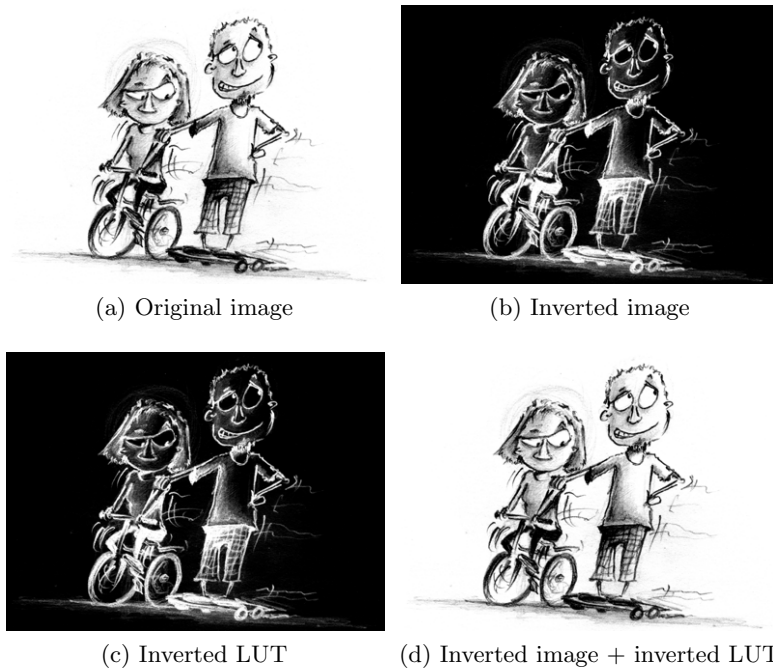 (a) Original image
(b) Inverted image
(c) Inverted LUT
(d) Inverted image + inverted LUT